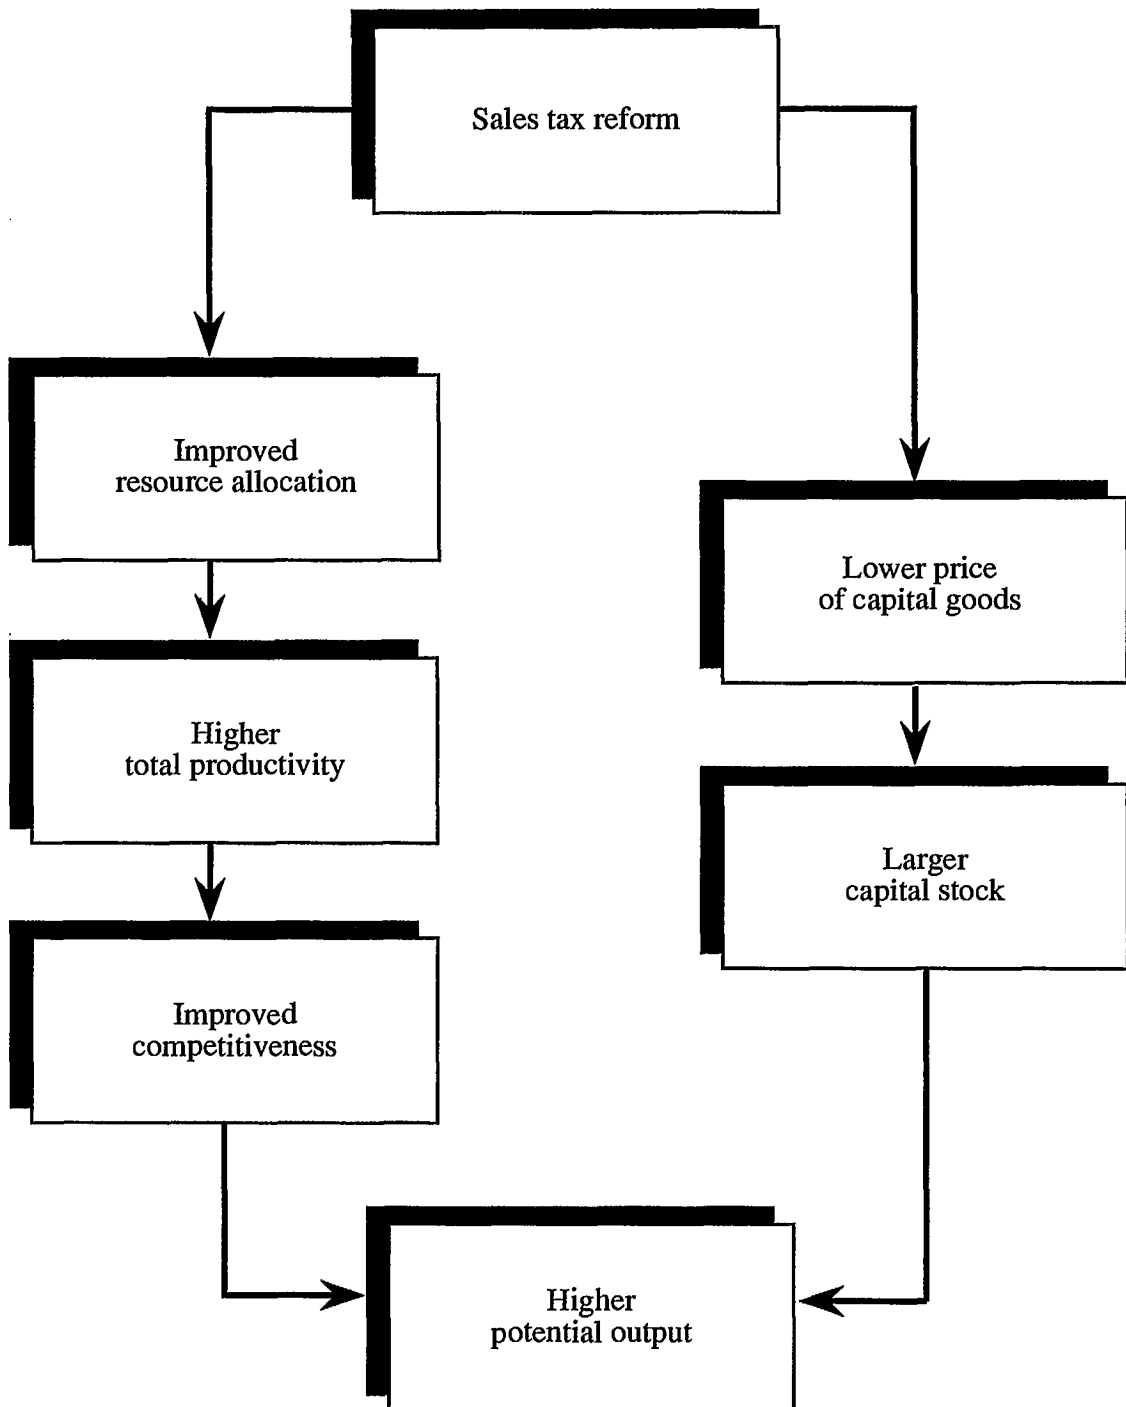 Sales tax reform
Improved
resource allocation
Higher
total productivity
Improved
competitiveness
Lower price
of capital goods
Larger
capital stock
Higher
potential output